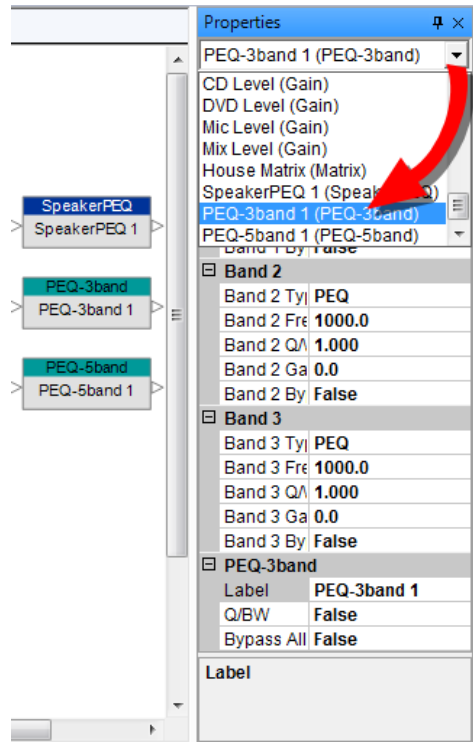 Properties
PEQ-3band 1 (PEQ-3band)
CD Level (Gain)
DVD Level (Gain)
Mic Level (Gain)
Mix Level (Gain)
House Matrix (Matrix)
SpeakerPEQ 1 (Speak Q)
PEQ-3band 1 (PEQ-3band)
PEQ-5band 1 (PEQ-5band)
Band 1 By False
Band 2
Band 2 Ty PEQ
Band 2 Fre 1000.0
Band 2 Q/ 1.000
Band 2 Ga 0.0
Band 2 By False
Band 3
Band 3 Ty PEQ
Band 3 Fre 1000.0
Band 3 Q/ 1.000
Band 3 Ga 0.0
Band 3 By False
PEQ-3band
Label PEQ-3band 1
Q/BW False
Bypass All False
Label
SpeakerPEQ
SpeakerPEQ 1
PEQ-3band
PEQ-3band 1
PEQ-5band
PEQ-5band 1